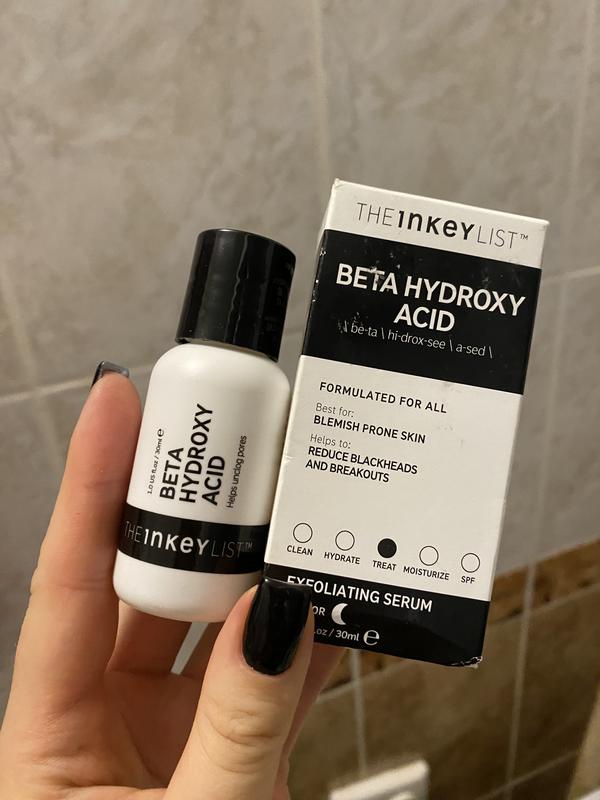 1.0 US fl.oz / 30ml e
BETA
HYDROXY
ACID
Helps unclog pores
THE INKEY LIST™
THE INKEY LIST™
BETA HYDROXY
ACID
\ be-ta \ hi-drox-see \ a-sed \
FORMULATED FOR ALL
Best for:
BLEMISH PRONE SKIN
Helps to:
REDUCE BLACKHEADS
AND BREAKOUTS
CLEAN HYDRATE TREAT MOISTURIZE SPF
EXFOLIATING SERUM
OR
.oz / 30ml e